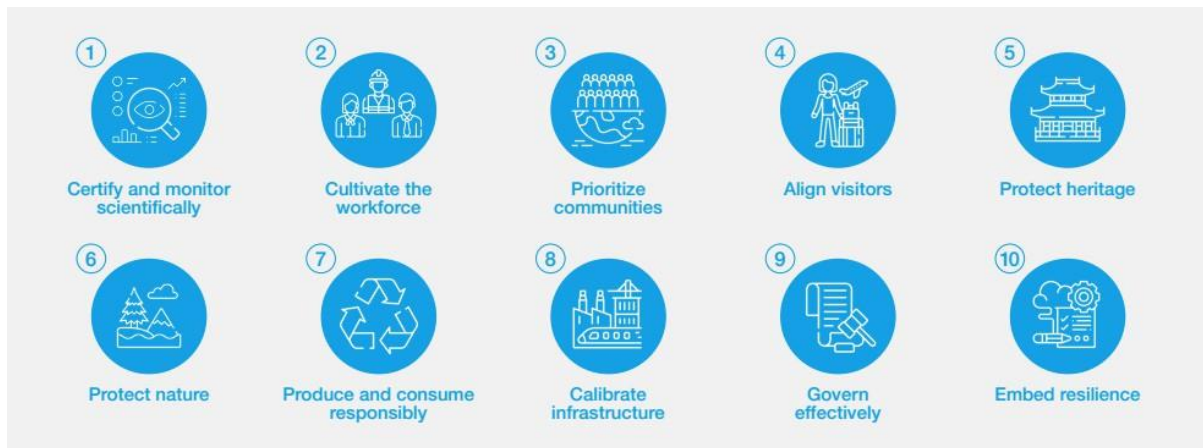 1
Certify and monitor
scientifically
2
Cultivate the
workforce
3
Prioritize
communities
4
Align visitors
5
Protect heritage
6
Protect nature
7
Produce and consume
responsibly
8
Calibrate
infrastructure
9
Govern
effectively
10
Embed resilience